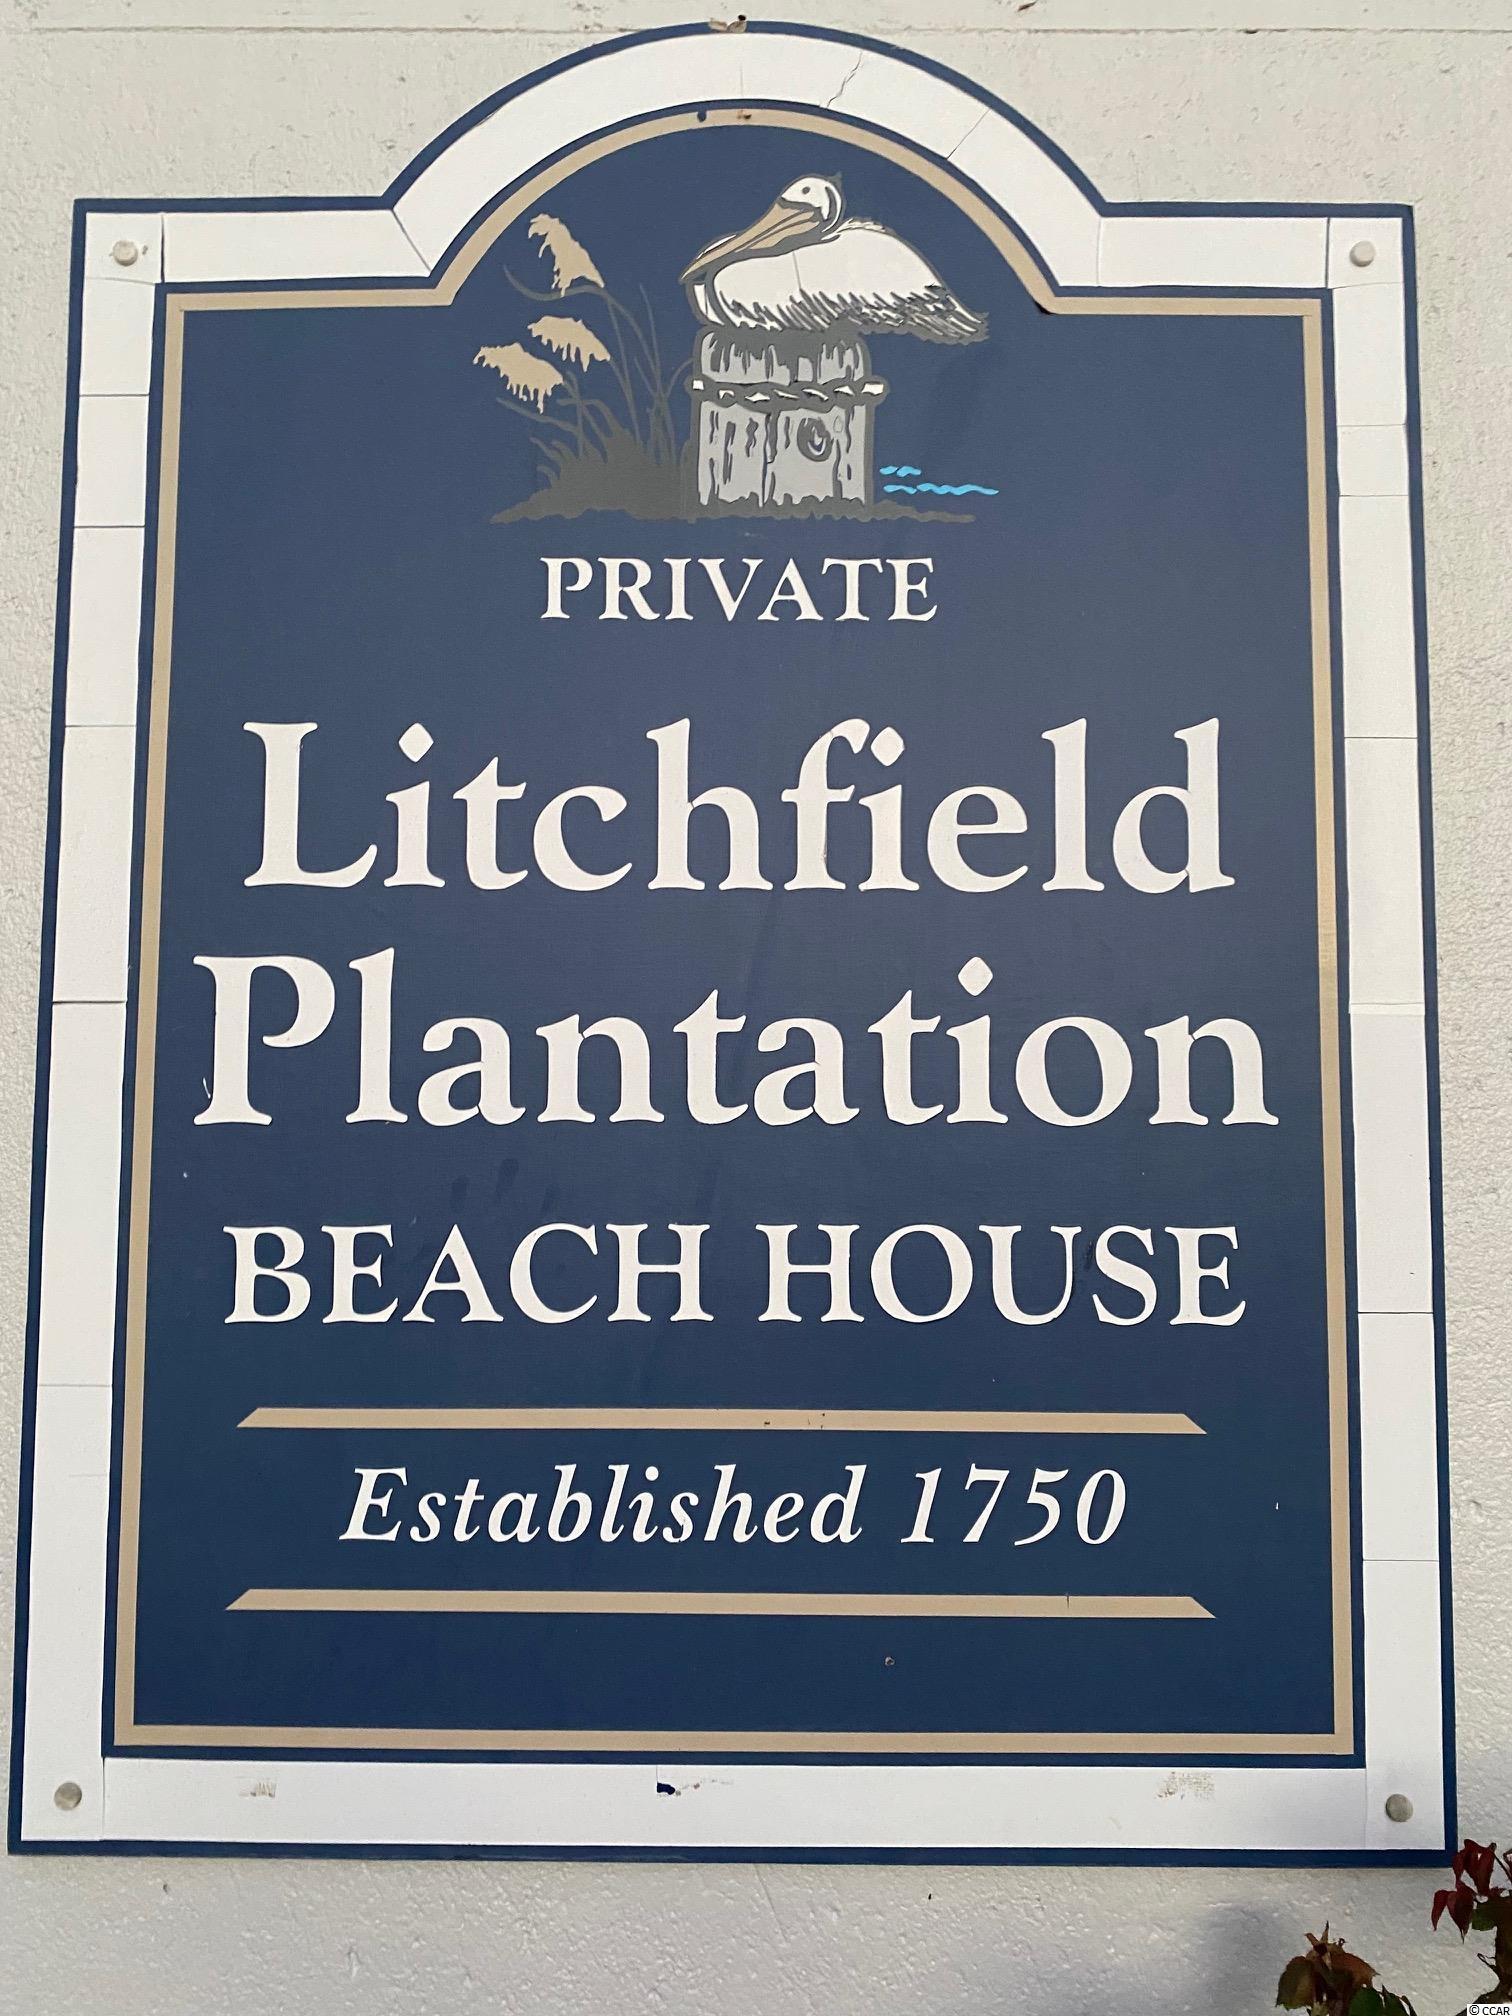 PRIVATE
Litchfield
Plantation
BEACH HOUSE
Established 1750
© CCAR